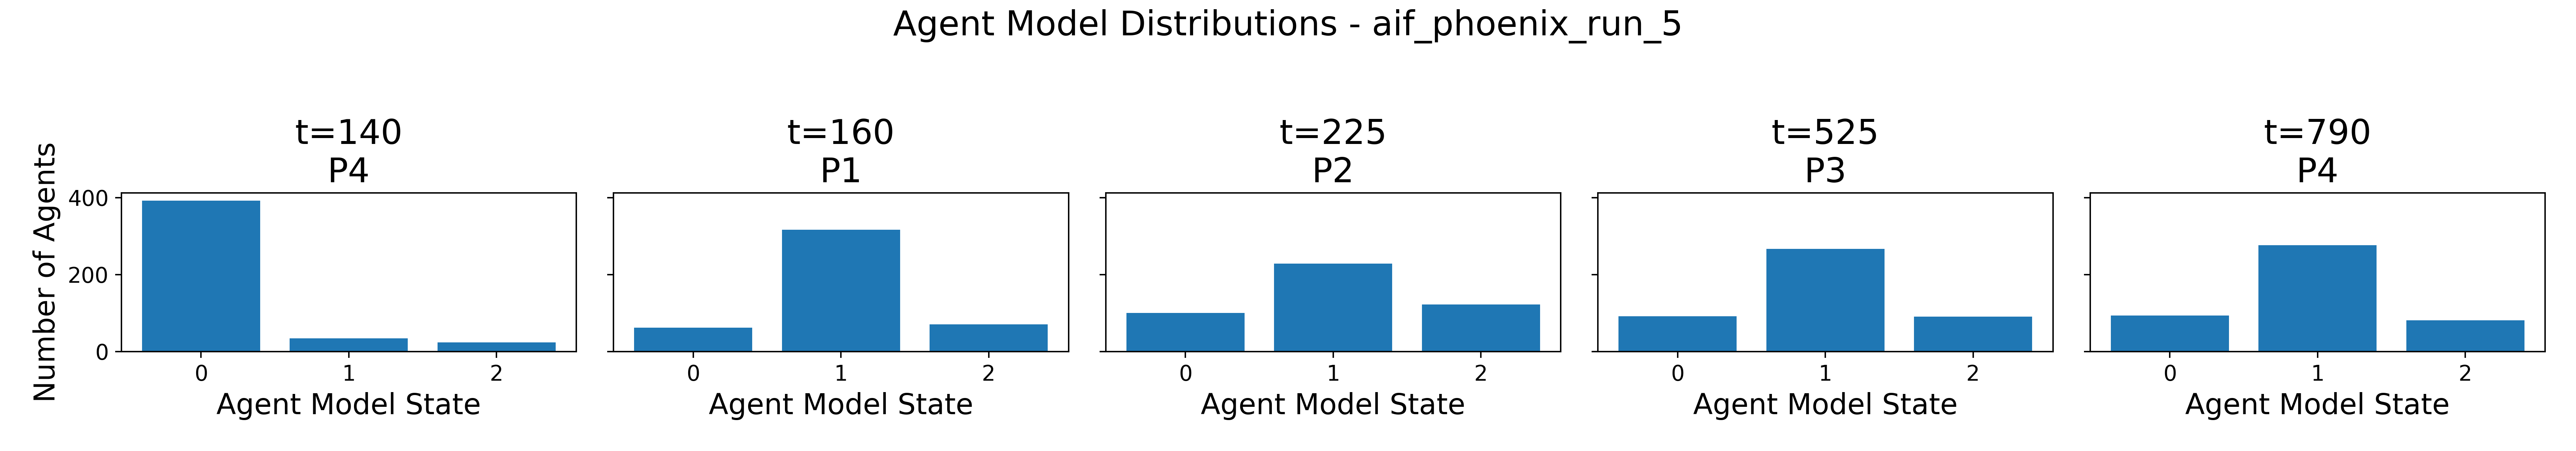 Agent Model Distributions - aif_phoenix_run_5
t=140
P4
t=160
P1
t=225
P2
t=525
P3
t=790
P4
Number of Agents
400
200
0
0 1 2
0 1 2
0 1 2
0 1 2
0 1 2
Agent Model State
Agent Model State
Agent Model State
Agent Model State
Agent Model State